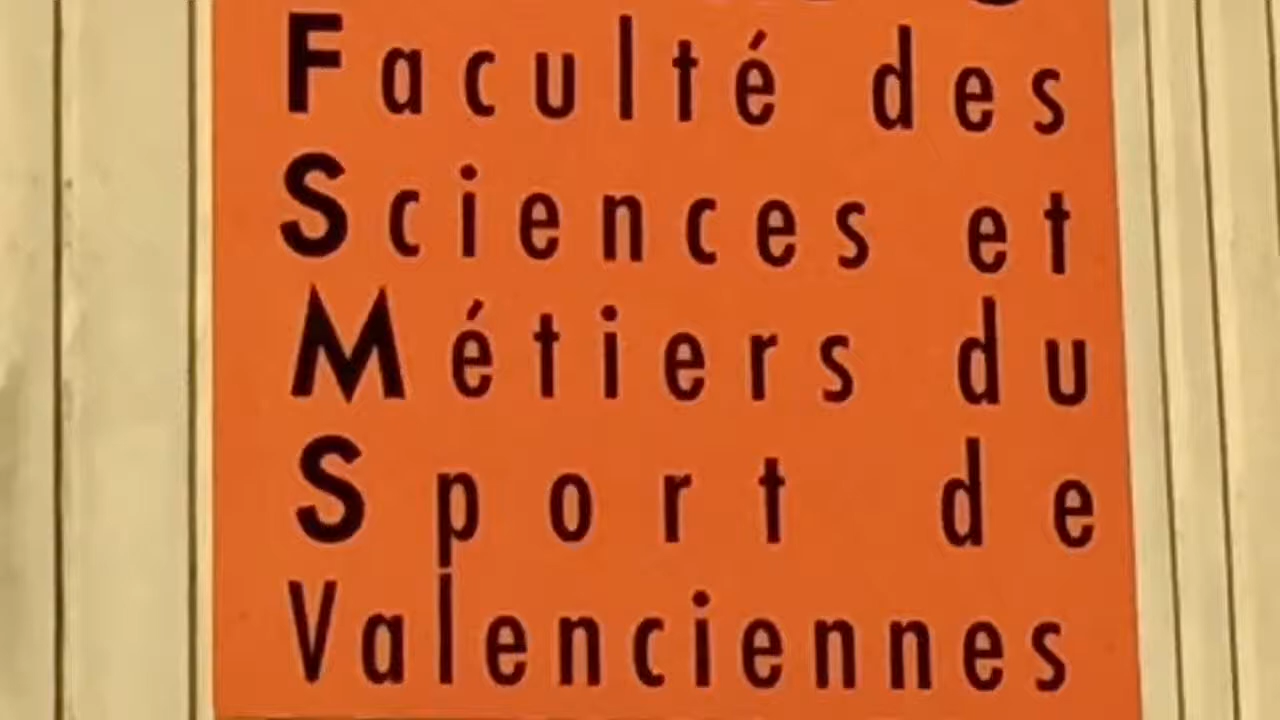 Faculté des
Sciences et
Métiers du
Sport de
Valenciennes